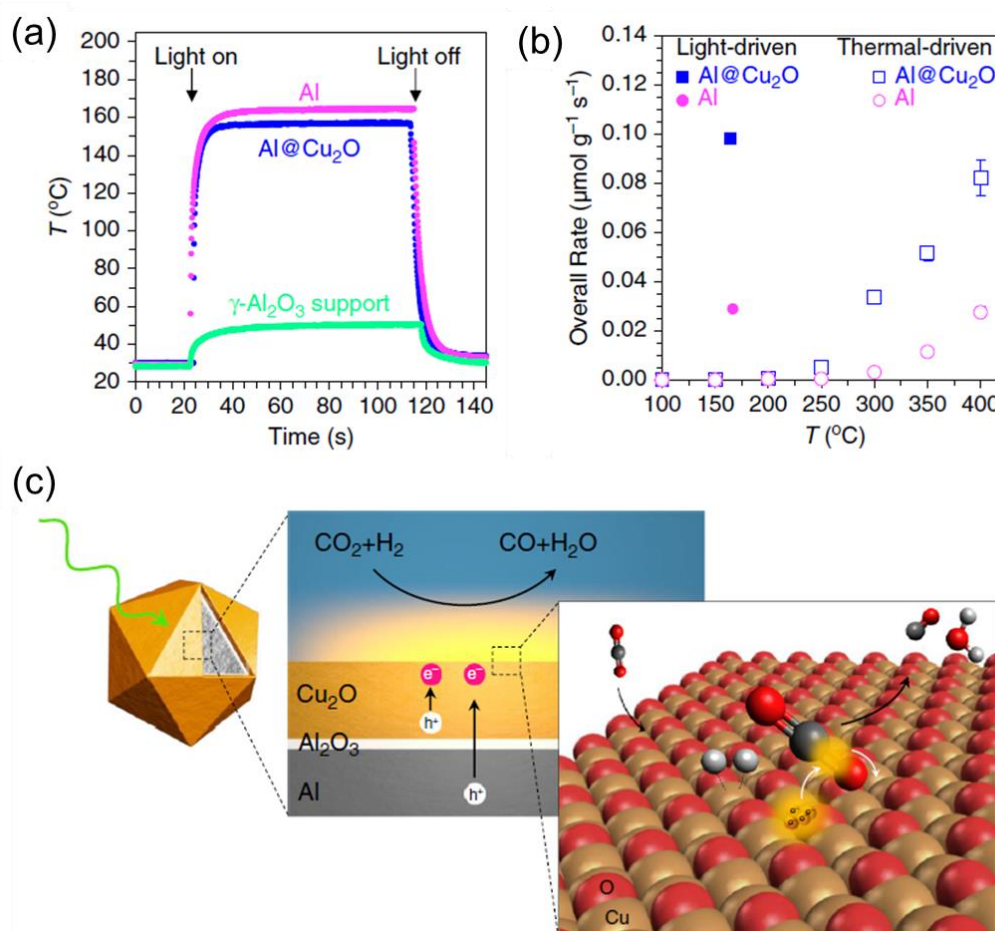 (a)
200
180
160
140
120
100
80
60
40
20
T (°C)
Light on
Light off
Al
Al@Cu₂O
γ-Al₂O₃ support
0 20 40 60 80 100 120 140
Time (s)
(b)
0.14
0.12
0.10
0.08
0.06
0.04
0.02
0.00
Overall Rate (μmol g⁻¹ s⁻¹)
Light-driven Thermal-driven
Al@Cu₂O Al@Cu₂O
Al Al
100 150 200 250 300 350 400
T (°C)
(c)
CO₂+H₂ CO+H₂O
Cu₂O
e⁻ e⁻
h⁺
Al₂O₃
Al
h⁺
O
Cu